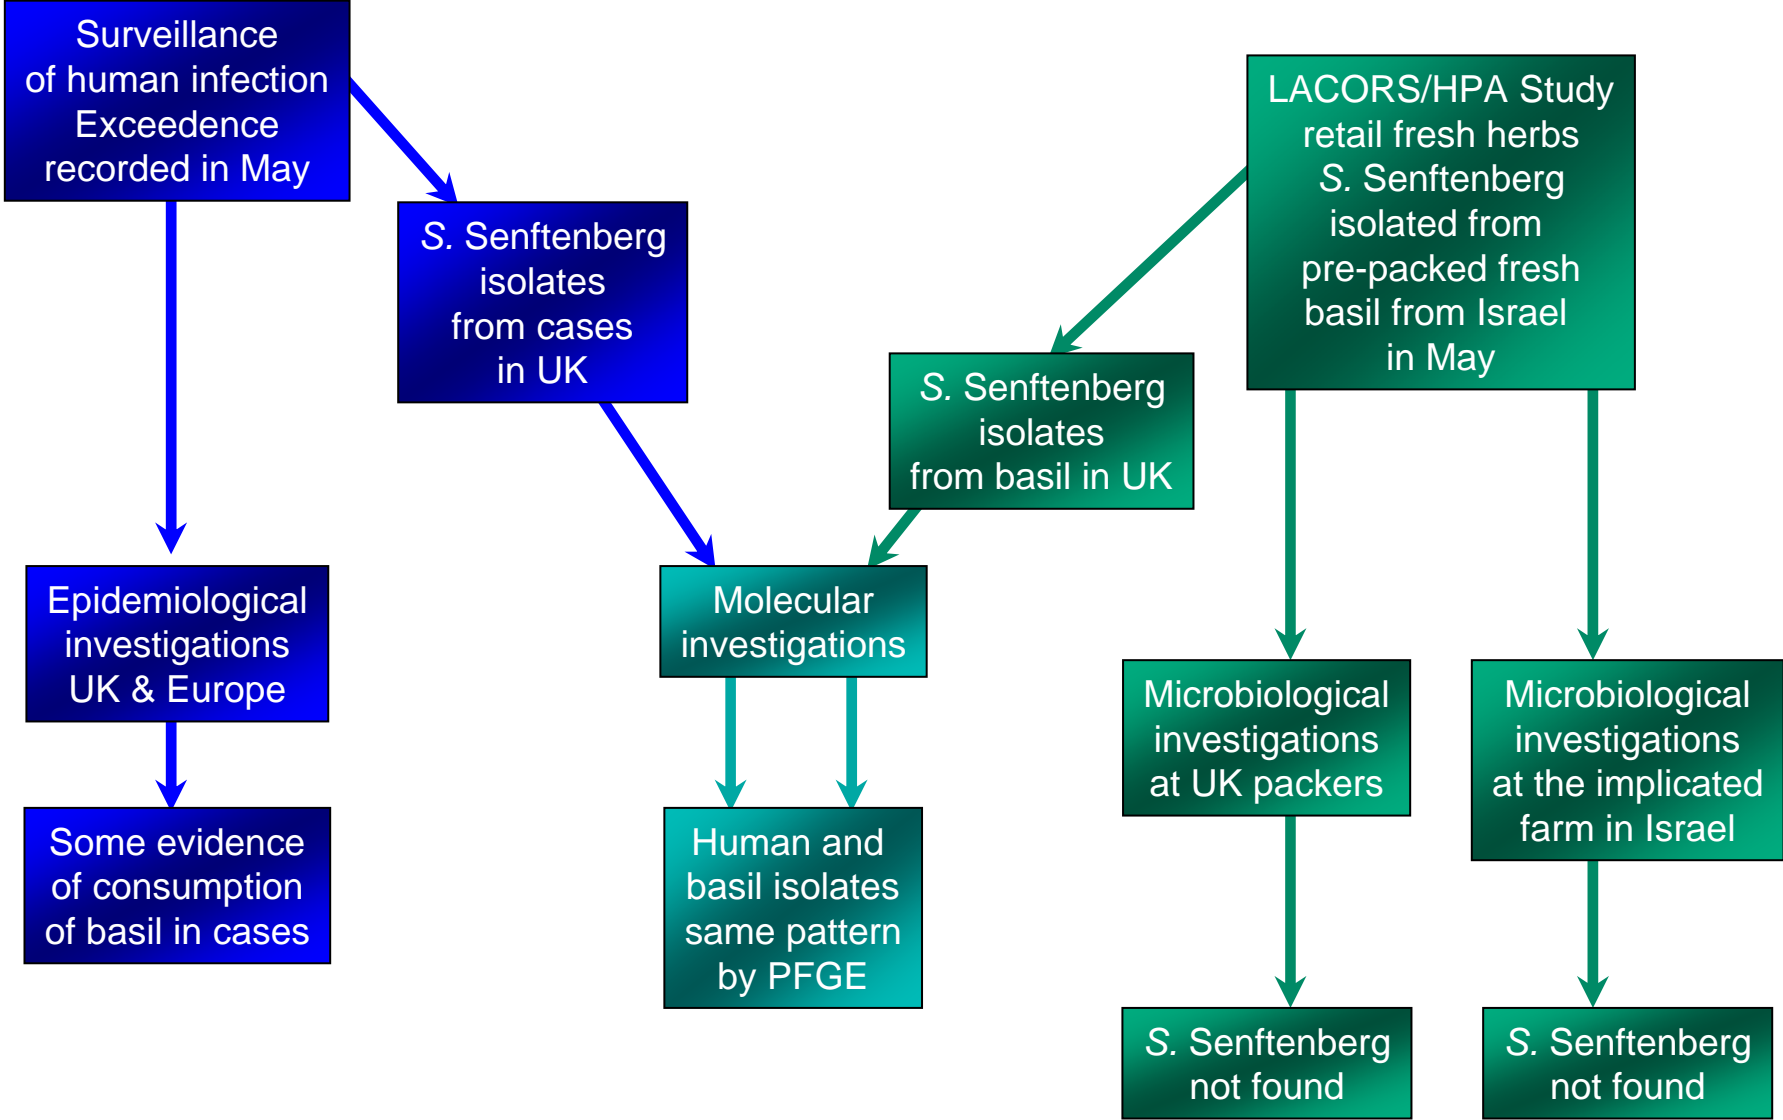 Surveillance
of human infection
Exceedence
recorded in May
LACORS/HPA Study
retail fresh herbs
S. Senftenberg
isolated from
pre-packed fresh
basil from Israel
in May
S. Senftenberg
isolates
from cases
in UK
S. Senftenberg
isolates
from basil in UK
Epidemiological
investigations
UK & Europe
Molecular
investigations
Microbiological
investigations
at UK packers
Microbiological
investigations
at the implicated
farm in Israel
Some evidence
of consumption
of basil in cases
Human and
basil isolates
same pattern
by PFGE
S. Senftenberg
not found
S. Senftenberg
not found